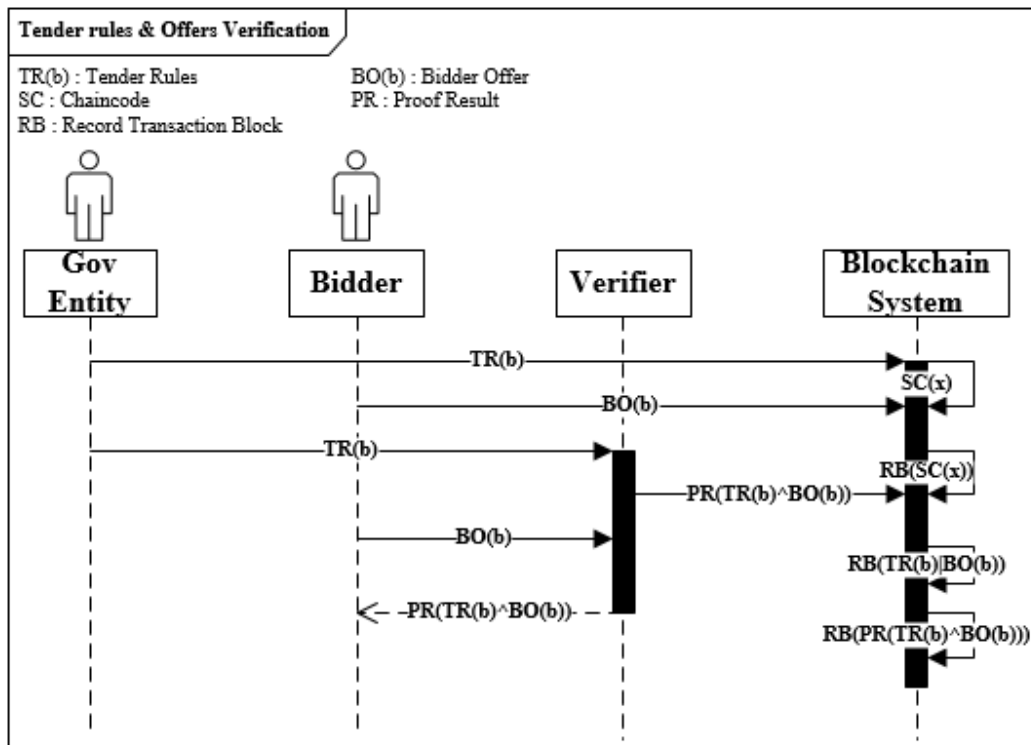 Tender rules & Offers Verification
TR(b) : Tender Rules
BO(b) : Bidder Offer
SC : Chaincode
PR : Proof Result
RB : Record Transaction Block
Gov
Entity
Bidder
Verifier
Blockchain
System
TR(b)
SC(x)
BO(b)
TR(b)
RB(SC(x))
PR(TR(b)^BO(b))
BO(b)
RB(TR(b)|BO(b))
PR(TR(b)^BO(b))
RB(PR(TR(b)^BO(b)))